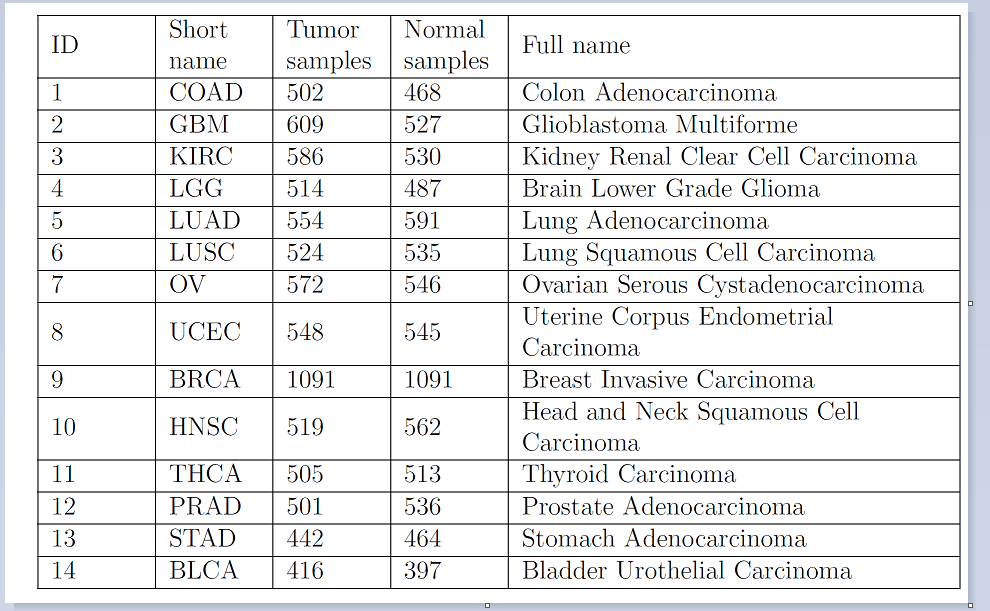 ID Short name Tumor samples Normal samples Full name
1 COAD 502 468 Colon Adenocarcinoma
2 GBM 609 527 Glioblastoma Multiforme
3 KIRC 586 530 Kidney Renal Clear Cell Carcinoma
4 LGG 514 487 Brain Lower Grade Glioma
5 LUAD 554 591 Lung Adenocarcinoma
6 LUSC 524 535 Lung Squamous Cell Carcinoma
7 OV 572 546 Ovarian Serous Cystadenocarcinoma
8 UCEC 548 545 Uterine Corpus Endometrial
Carcinoma
9 BRCA 1091 1091 Breast Invasive Carcinoma
10 HNSC 519 562 Head and Neck Squamous Cell
Carcinoma
11 THCA 505 513 Thyroid Carcinoma
12 PRAD 501 536 Prostate Adenocarcinoma
13 STAD 442 464 Stomach Adenocarcinoma
14 BLCA 416 397 Bladder Urothelial Carcinoma